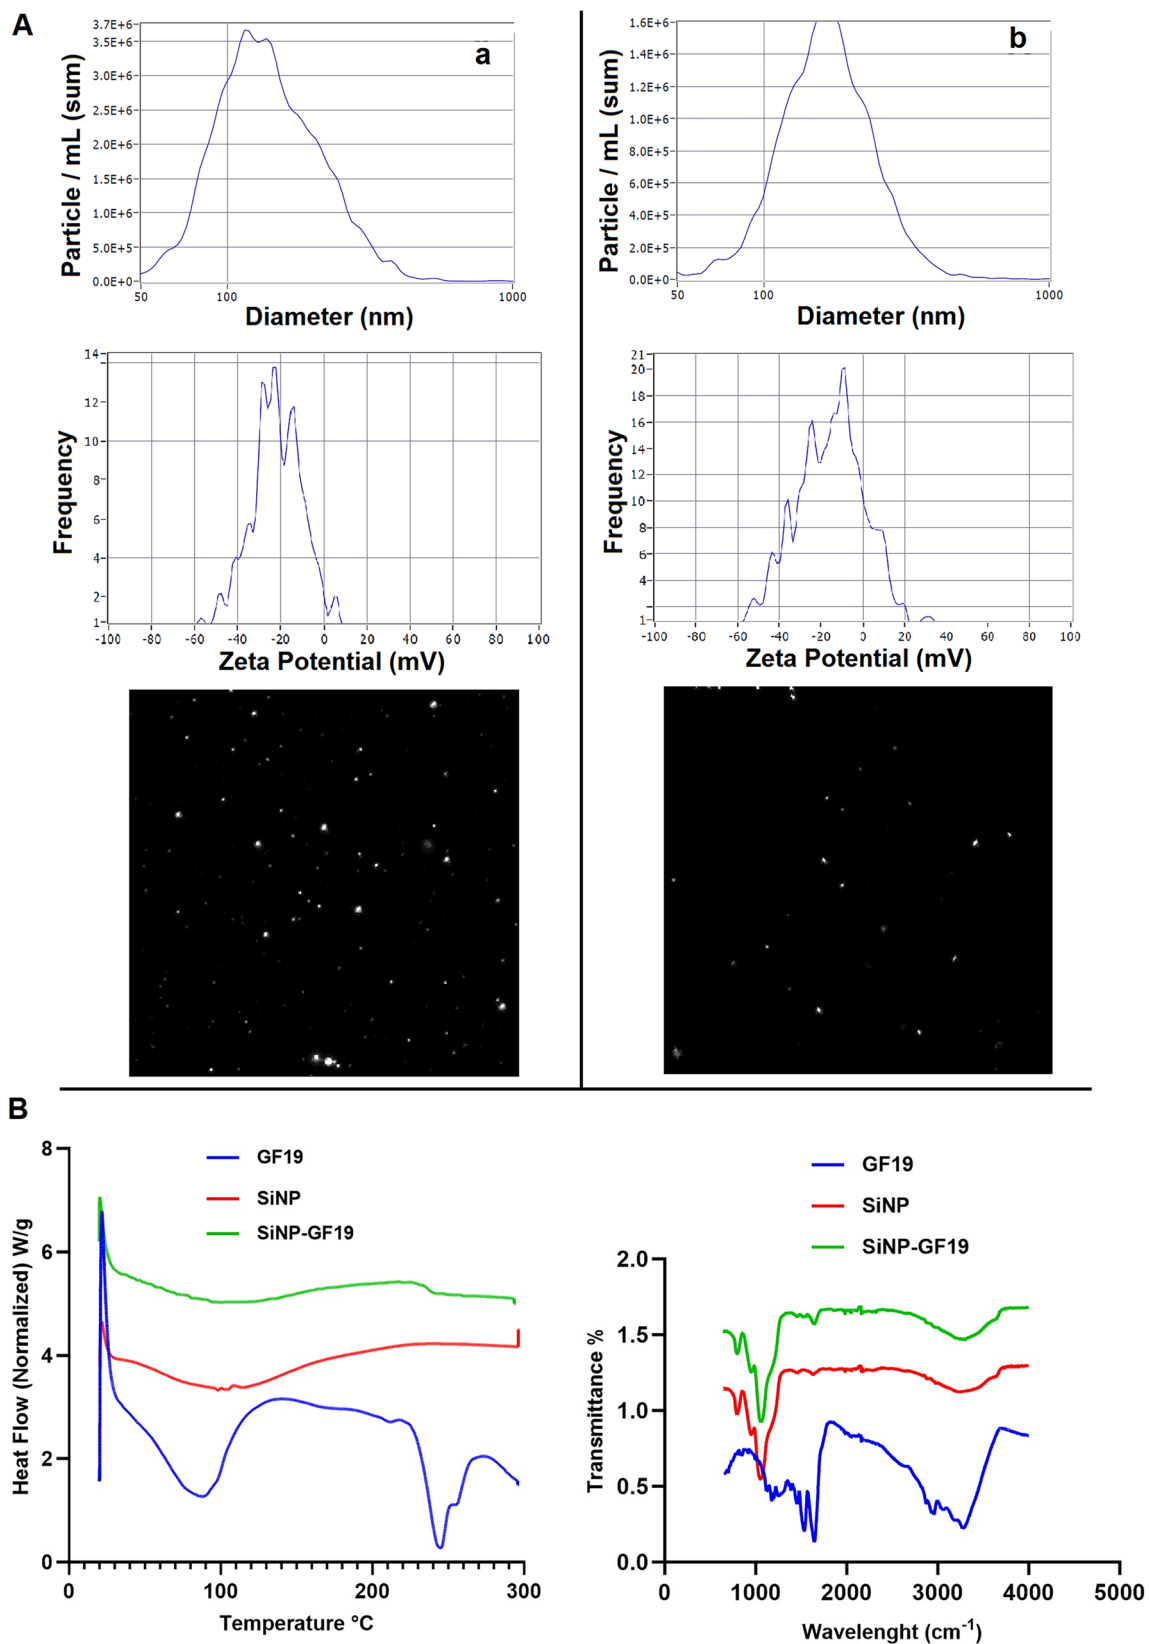 A
a
3.7E+6
3.5E+6
3.0E+6
2.5E+6
2.0E+6
1.5E+6
1.0E+6
5.0E+5
0.0E+0
Particle / mL (sum)
50 100 1000
Diameter (nm)
b
1.6E+6
1.4E+6
1.2E+6
1.0E+6
8.0E+5
6.0E+5
4.0E+5
2.0E+5
0.0E+0
Particle / mL (sum)
50 100 1000
Diameter (nm)
14
12
10
8
6
4
2
1
Frequency
-100 -80 -60 -40 -20 0 20 40 60 80 100
Zeta Potential (mV)
21
20
18
16
14
12
10
8
6
4
1
Frequency
-100 -80 -60 -40 -20 0 20 40 60 80 100
Zeta Potential (mV)
B
GF19
SiNP
SiNP-GF19
8
6
4
2
0
Heat Flow (Normalized) W/g
0 100 200 300
Temperature °C
GF19
SiNP
SiNP-GF19
2.0
1.5
1.0
0.5
0.0
Transmittance %
0 1000 2000 3000 4000 5000
Wavelenght (cm-1)